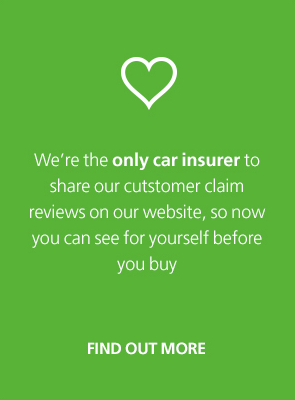 We're the only car insurer to
share our cutstomer claim
reviews on our website, so now
you can see for yourself before
you buy
FIND OUT MORE